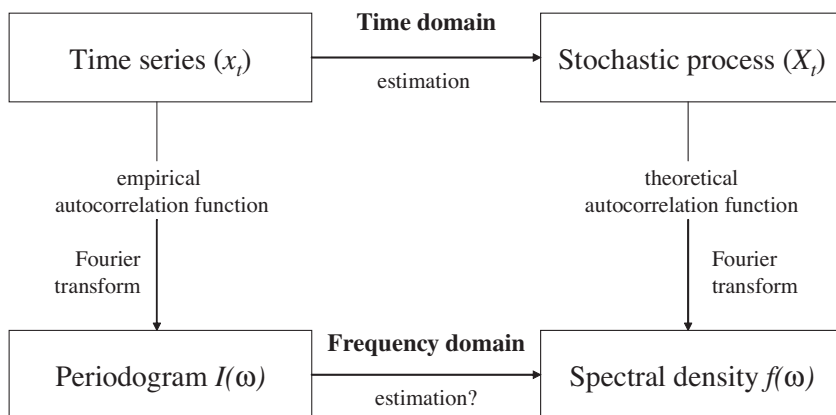 Time domain
Time series (x_t)
Stochastic process (X_t)
estimation
empirical
autocorrelation function
theoretical
autocorrelation function
Fourier
transform
Fourier
transform
Frequency domain
Periodogram I(ω)
Spectral density f(ω)
estimation?